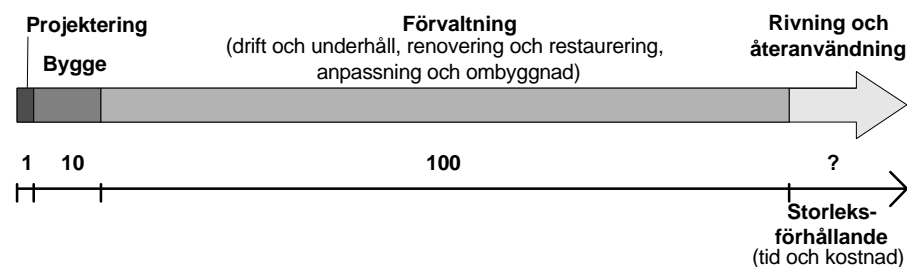 Projektering
Bygge
Förvaltning
(drift och underhåll, renovering och restaurering,
anpassning och ombyggnad)
Rivning och
återanvändning
1 10 100 ?
Storleks-
förhållande
(tid och kostnad)